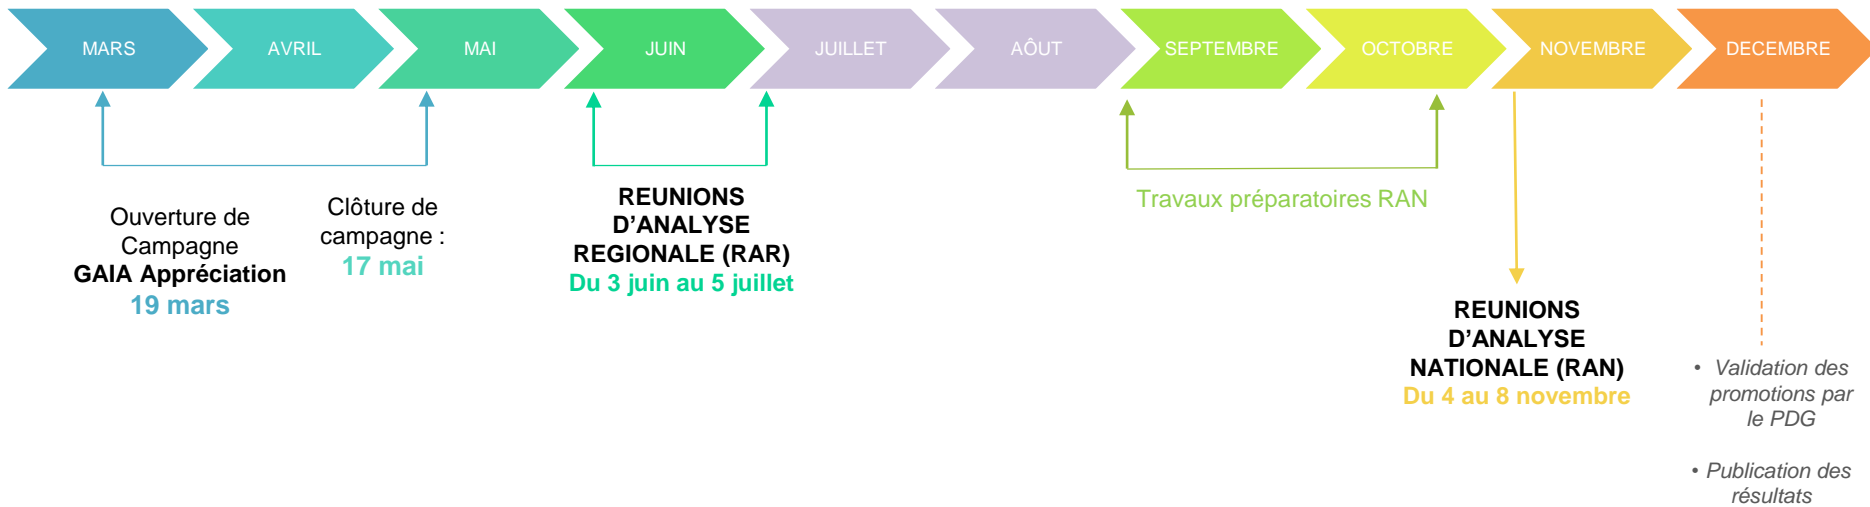 MARS
AVRIL
MAI
JUIN
JUILLET
AÔUT
SEPTEMBRE
OCTOBRE
NOVEMBRE
DECEMBRE
Ouverture de
Campagne
GAIA Appréciation
19 mars
Clôture de
campagne :
17 mai
REUNIONS
D’ANALYSE
REGIONALE (RAR)
Du 3 juin au 5 juillet
Travaux préparatoires RAN
REUNIONS
D’ANALYSE
NATIONALE (RAN)
Du 4 au 8 novembre
• Validation des
promotions par
le PDG
• Publication des
résultats